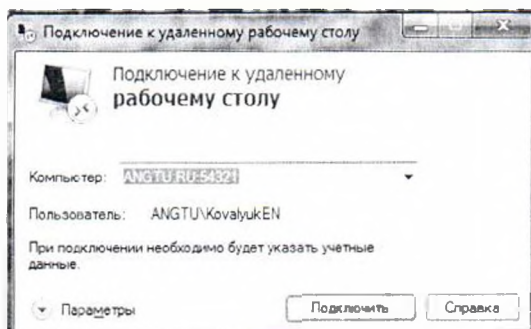 Подключение к удаленному рабочему столу
Подключение к удаленному
рабочему столу
Компьютер: ANGTU.RU:54321
Пользователь: ANGTU\KovalyukEN
При подключении необходимо будет указать учетные
данные.
Параметры
Подключить
Справка